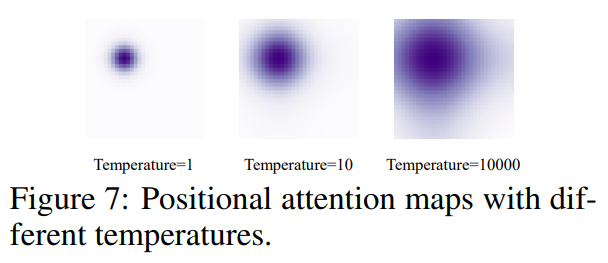 Temperature=1
Temperature=10
Temperature=10000
Figure 7: Positional attention maps with dif-
ferent temperatures.